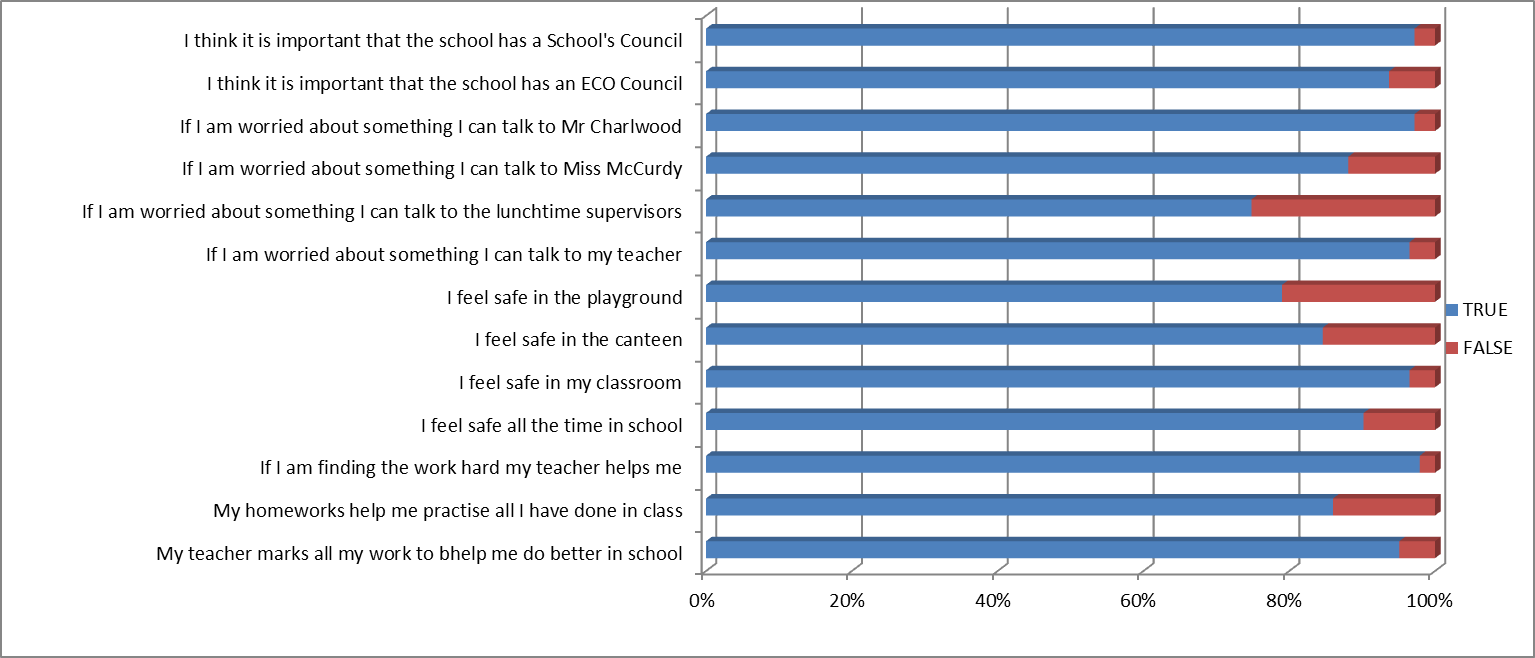 I think it is important that the school has a School's Council
I think it is important that the school has an ECO Council
If I am worried about something I can talk to Mr Charlwood
If I am worried about something I can talk to Miss McCurdy
If I am worried about something I can talk to the lunchtime supervisors
If I am worried about something I can talk to my teacher
I feel safe in the playground
I feel safe in the canteen
I feel safe in my classroom
I feel safe all the time in school
If I am finding the work hard my teacher helps me
My homeworks help me practise all I have done in class
My teacher marks all my work to bhelp me do better in school
0% 20% 40% 60% 80% 100%
TRUE
FALSE